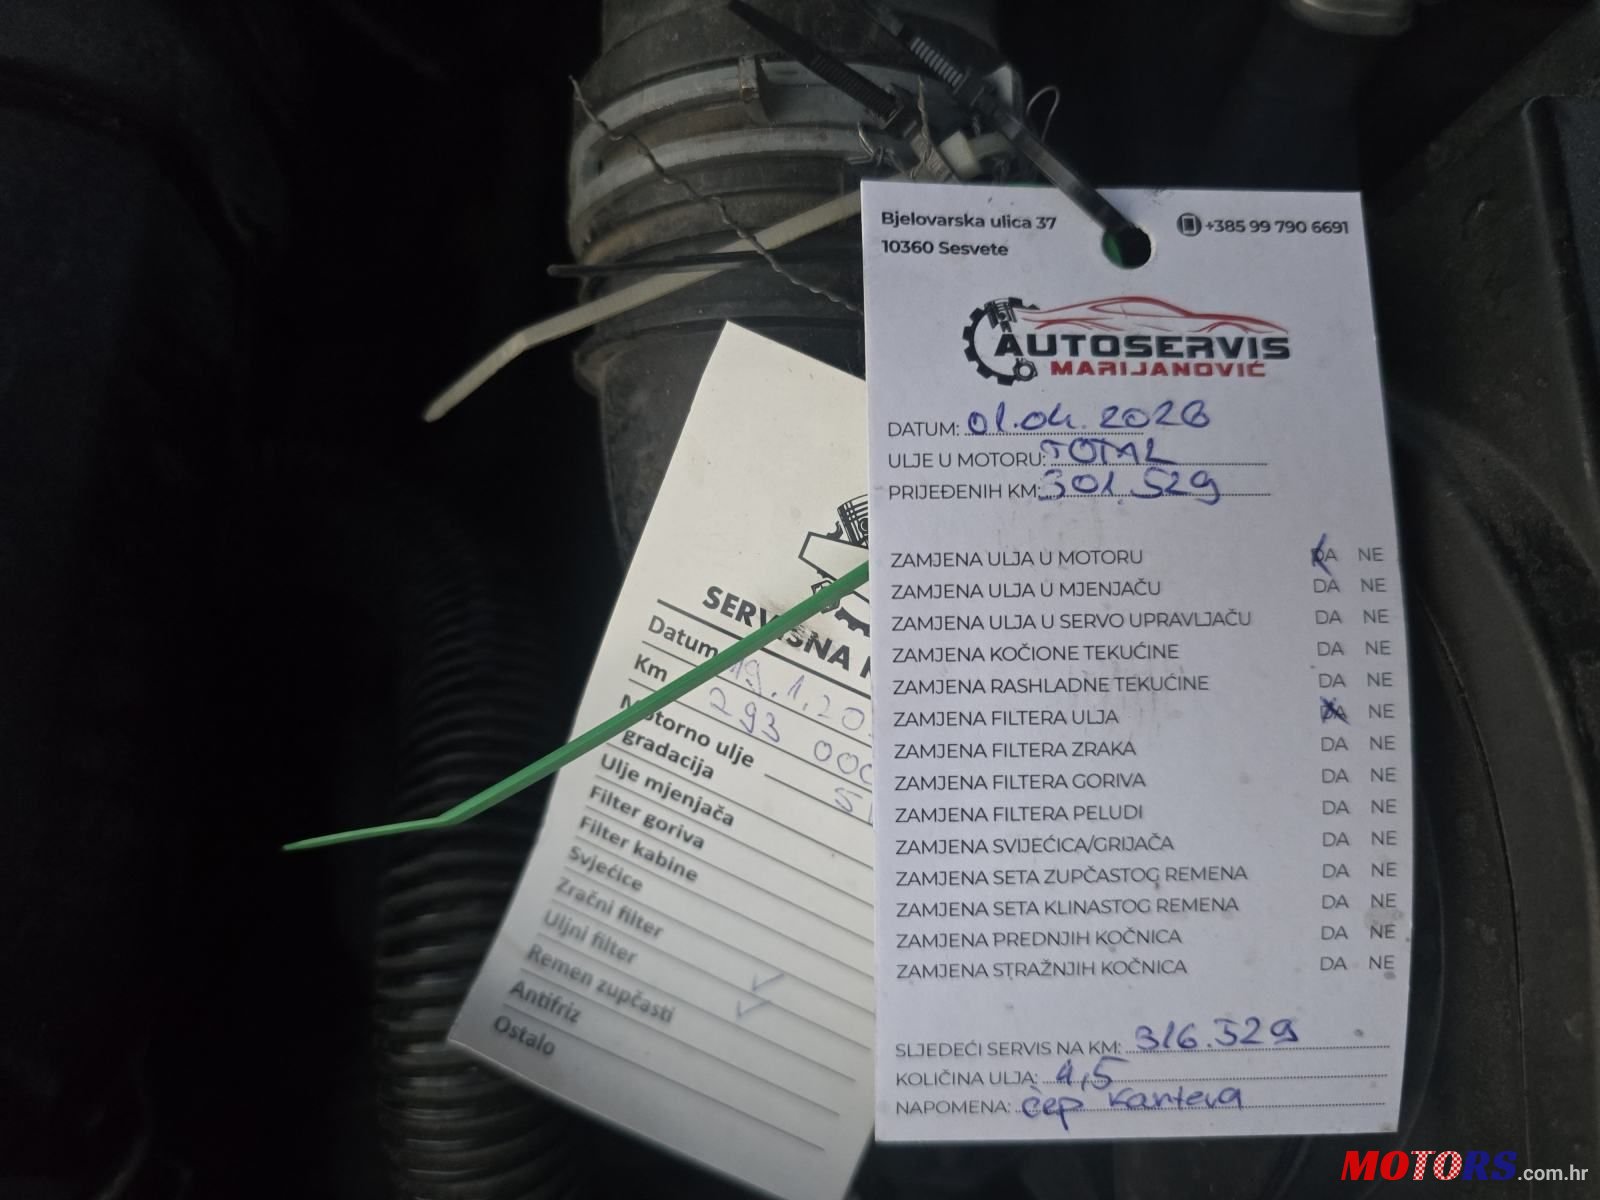 Bjelovarska ulica 37
10360 Sesvete
+385 99 790 6691
AUTOSERVIS
MARIJANOVIĆ
DATUM: 01.04.2026
ULJE U MOTORU: TOTAL
PRIJEĐENIH KM: 301.529
ZAMJENA ULJA U MOTORU DA NE
ZAMJENA ULJA U MJENJAČU DA NE
ZAMJENA ULJA U SERVO UPRAVLJAČU DA NE
ZAMJENA KOČIONE TEKUĆINE DA NE
ZAMJENA RASHLADNE TEKUĆINE DA NE
ZAMJENA FILTERA ULJA DA NE
ZAMJENA FILTERA ZRAKA DA NE
ZAMJENA FILTERA GORIVA DA NE
ZAMJENA FILTERA PELUDI DA NE
ZAMJENA SVIJEĆICA/GRIJAČA DA NE
ZAMJENA SETA ZUPČASTOG REMENA DA NE
ZAMJENA SETA KLINASTOG REMENA DA NE
ZAMJENA PREDNJIH KOČNICA DA NE
ZAMJENA STRAŽNJIH KOČNICA DA NE
SLJEDEĆI SERVIS NA KM: 316.529
KOLIČINA ULJA: 4,5
NAPOMENA: čep kartera
SERVISNA
Datum 19.1.20
Km 293 000
Motorno ulje
gradacija
Ulje mjenjača
Filter goriva
Filter kabine
Svjećice
Zračni filter
Uljni filter
Remen zupčasti
Antifriz
Ostalo
MOTORS.com.hr